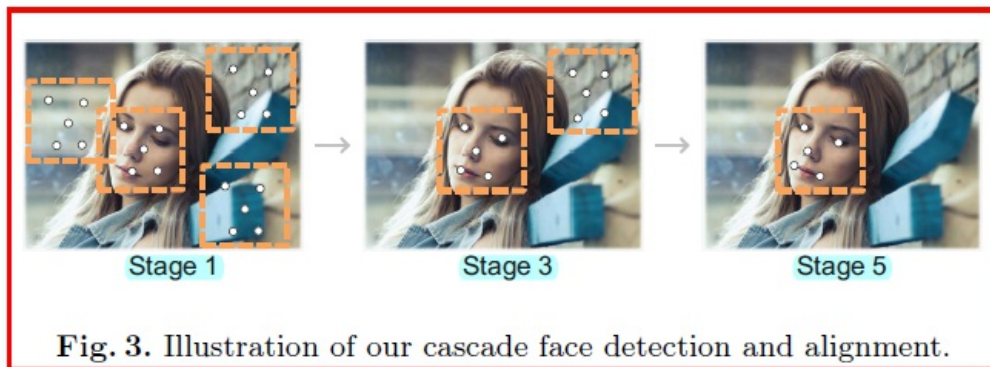 Stage 1
Stage 3
Stage 5
Fig. 3. Illustration of our cascade face detection and alignment.